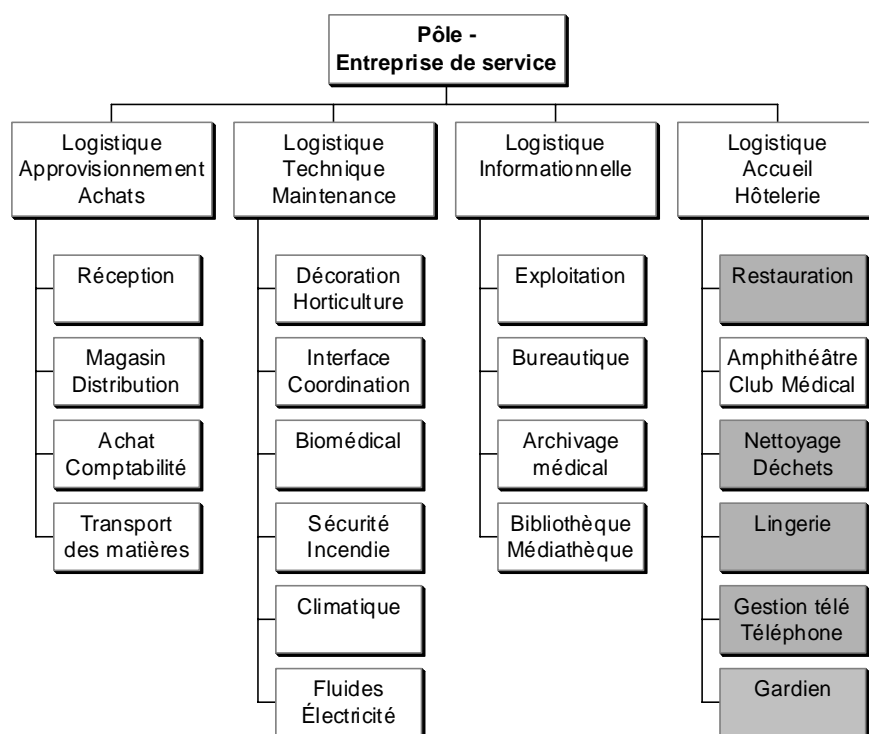 Pôle -
Entreprise de service
Logistique
Approvisionnement
Achats
Réception
Magasin
Distribution
Achat
Comptabilité
Transport
des matières
Logistique
Technique
Maintenance
Décoration
Horticulture
Interface
Coordination
Biomédical
Sécurité
Incendie
Climatique
Fluides
Électricité
Logistique
Informationnelle
Exploitation
Bureautique
Archivage
médical
Bibliothèque
Médiathèque
Logistique
Accueil
Hôtelerie
Restauration
Amphithéâtre
Club Médical
Nettoyage
Déchets
Lingerie
Gestion télé
Téléphone
Gardien